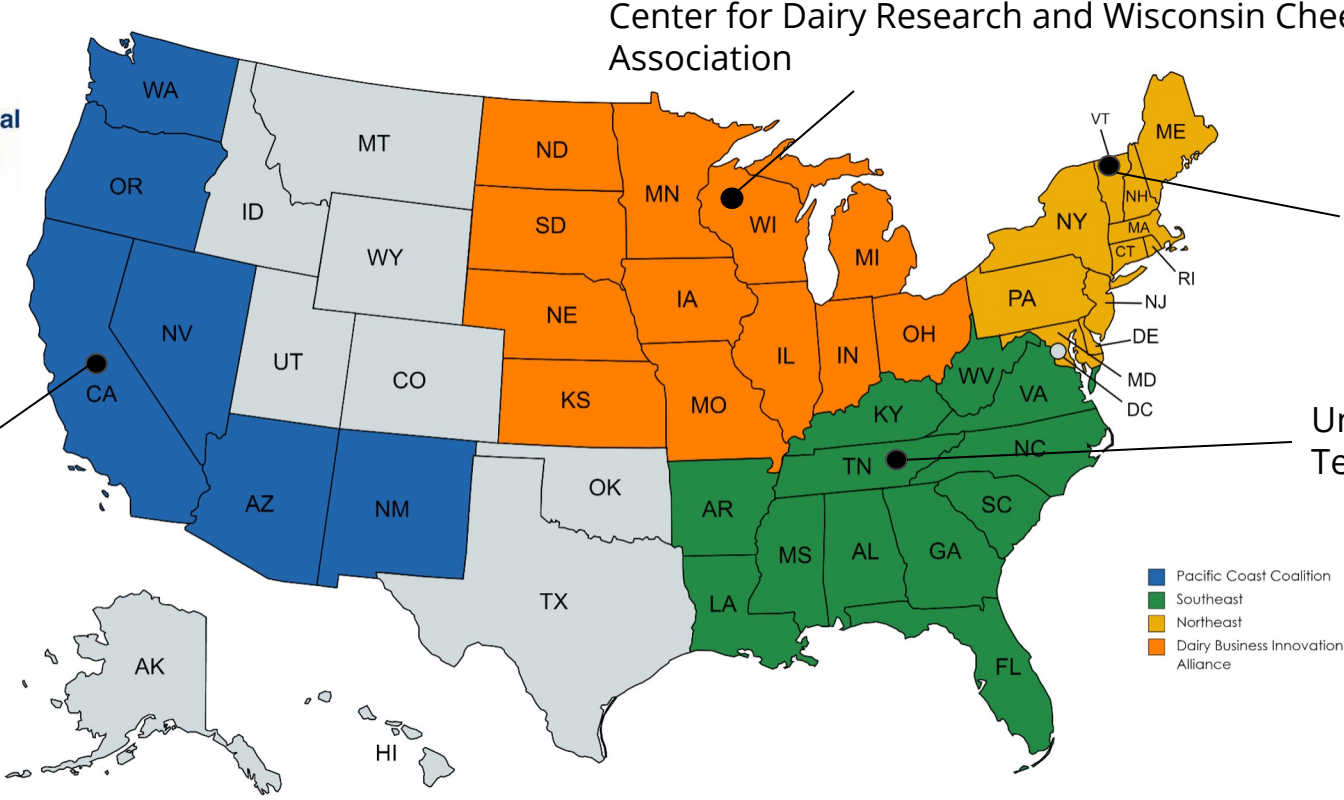 Center for Dairy Research and Wisconsin
Association
al
WA
MT
ND
MN
VT
ME
OR
ID
SD
WI
MI
NY
NH
MA
CT
RI
WY
NE
IA
PA
NJ
NV
UT
CO
IL
IN
OH
DE
MD
DC
CA
KS
MO
WV
VA
KY
NC
TN
AZ
NM
OK
AR
SC
MS
AL
GA
TX
LA
FL
AK
HI
Pacific Coast Coalition
Southeast
Northeast
Dairy Business Innovation
Alliance